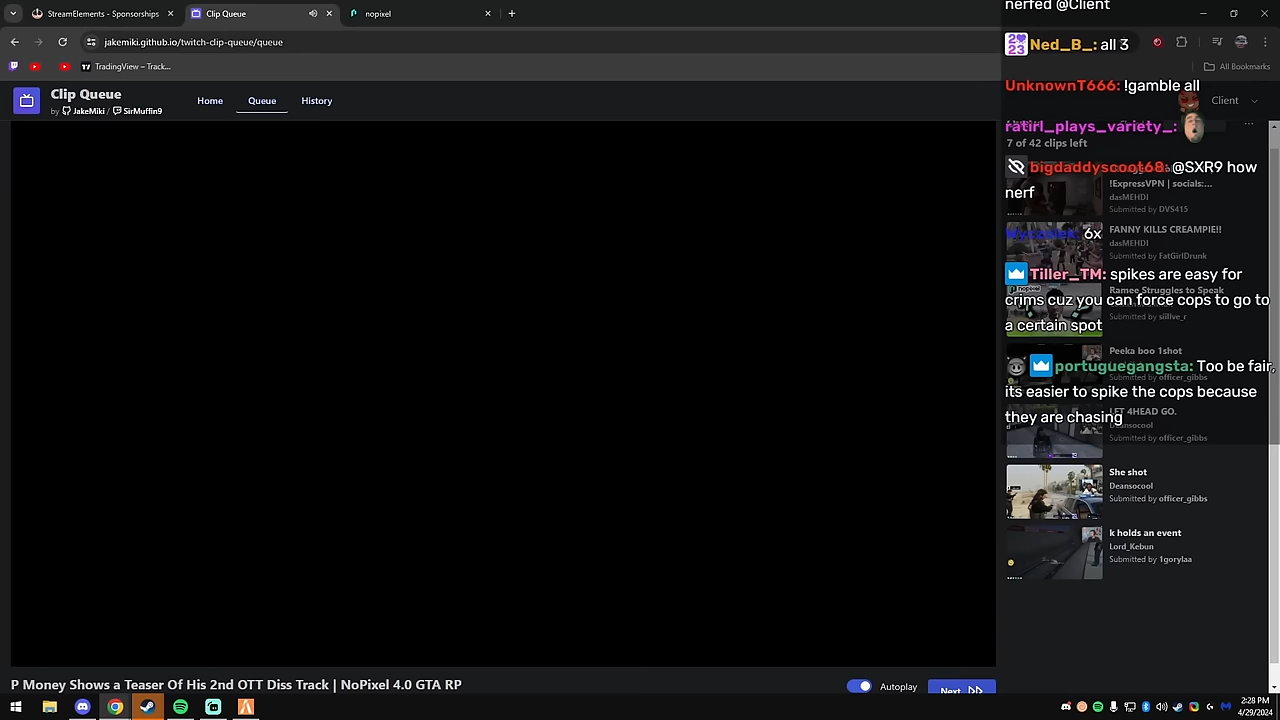 StreamElements - Sponsorships
Clip Queue
nopixel
nerfed @Client
jakemiki.github.io/twitch-clip-queue/queue
Ned_B_: all 3
TradingView – Track...
All Bookmarks
Clip Queue
by JakeMiki / SirMuffin9
Home
Queue
History
UnknownT666: !gamble all
Client
ratirl_plays_variety_:
7 of 42 clips left
bigdaddyscoot68: @SXR9 how
nerf
!ExpressVPN | socials:...
dasMEHDI
Submitted by DVS415
Wyczolek: 6x
FANNY KILLS CREAMPIE!!
dasMEHDI
Submitted by FatGirlDrunk
Tiller_TM: spikes are easy for
crims cuz you can force cops to go to
a certain spot
Ramee Struggles to Speak
Submitted by siillve_r
Peeka boo 1shot
portuguegangsta: Too be fair,
its easier to spike the cops because
they are chasing
Submitted by officer_gibbs
LET 4HEAD GO.
Deansocool
Submitted by officer_gibbs
She shot
Deansocool
Submitted by officer_gibbs
k holds an event
Lord_Kebun
Submitted by 1gorylaa
P Money Shows a Teaser Of His 2nd OTT Diss Track | NoPixel 4.0 GTA RP
Autoplay
Next
2:28 PM
4/29/2024